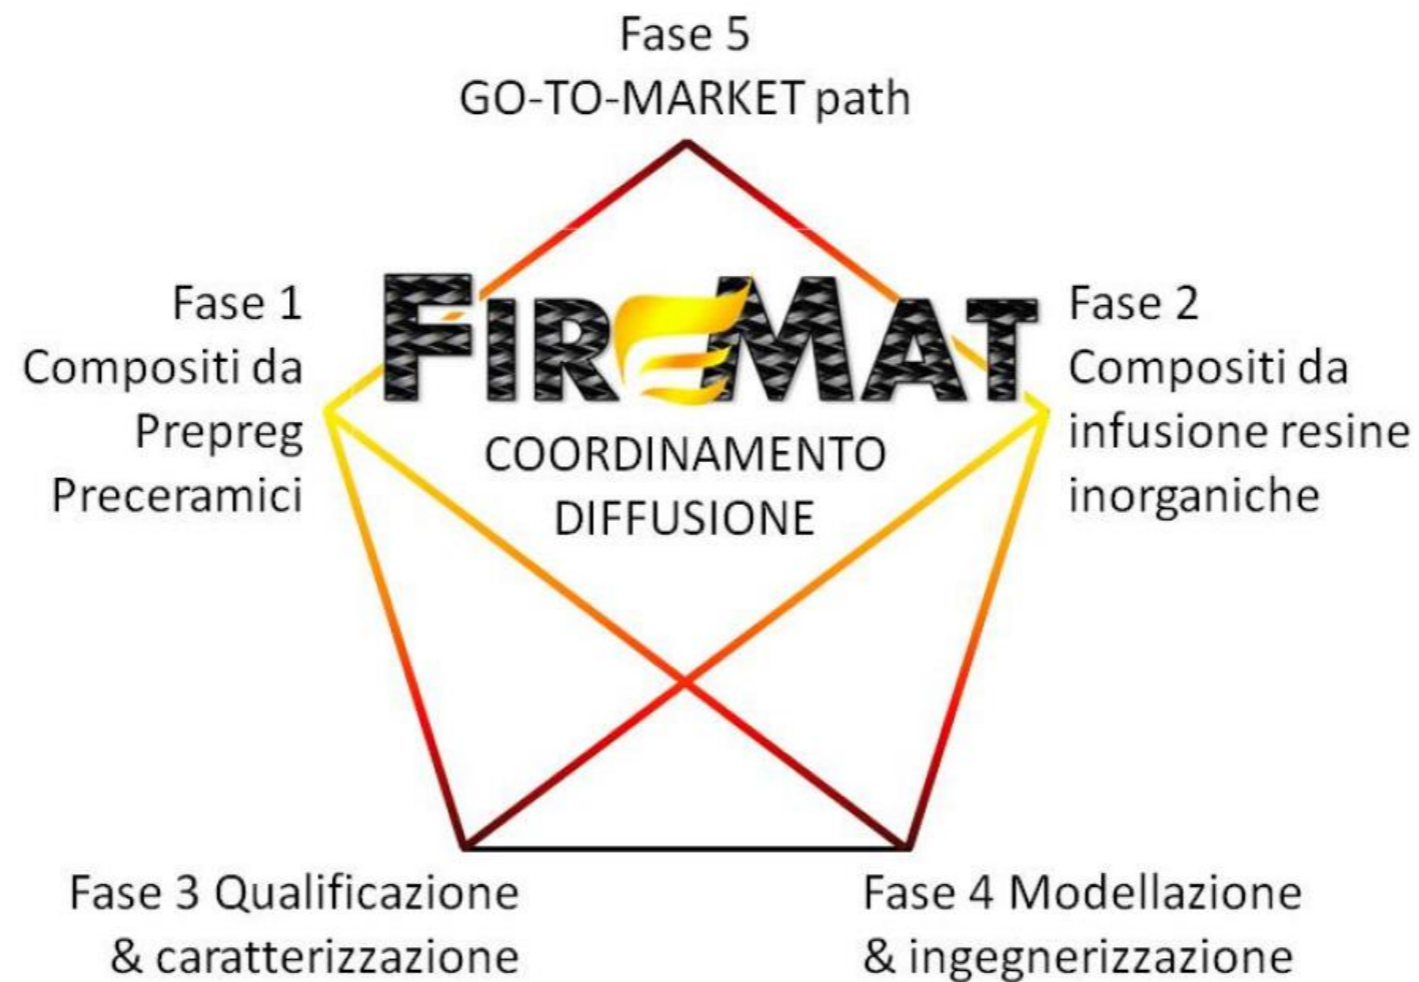 Fase 5
GO-TO-MARKET path
Fase 1
Compositi da
Prepreg
Preceramici
FIREMAT
COORDINAMENTO
DIFFUSIONE
Fase 2
Compositi da
infusione resine
inorganiche
Fase 3 Qualificazione
& caratterizzazione
Fase 4 Modellazione
& ingegnerizzazione